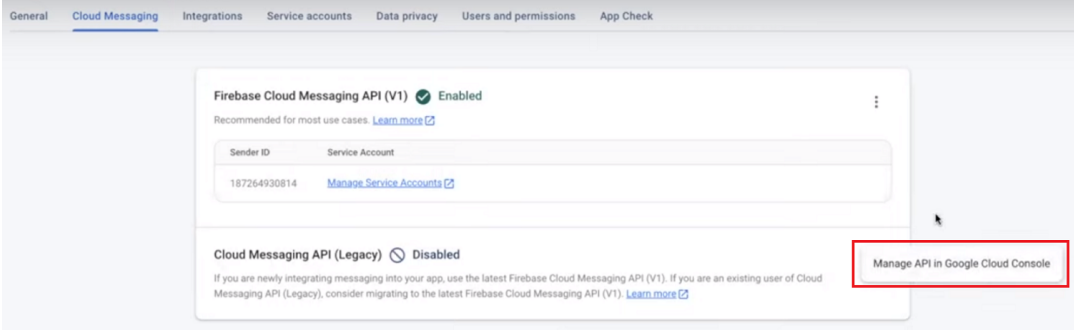 General Cloud Messaging Integrations Service accounts Data privacy Users and permissions App Check
Firebase Cloud Messaging API (V1) Enabled
Recommended for most use cases. Learn more
Sender ID Service Account
187264930814 Manage Service Accounts
Cloud Messaging API (Legacy) Disabled
Manage API in Google Cloud Console
If you are newly integrating messaging into your app, use the latest Firebase Cloud Messaging API (V1). If you are an existing user of Cloud
Messaging API (Legacy), consider migrating to the latest Firebase Cloud Messaging API (V1). Learn more